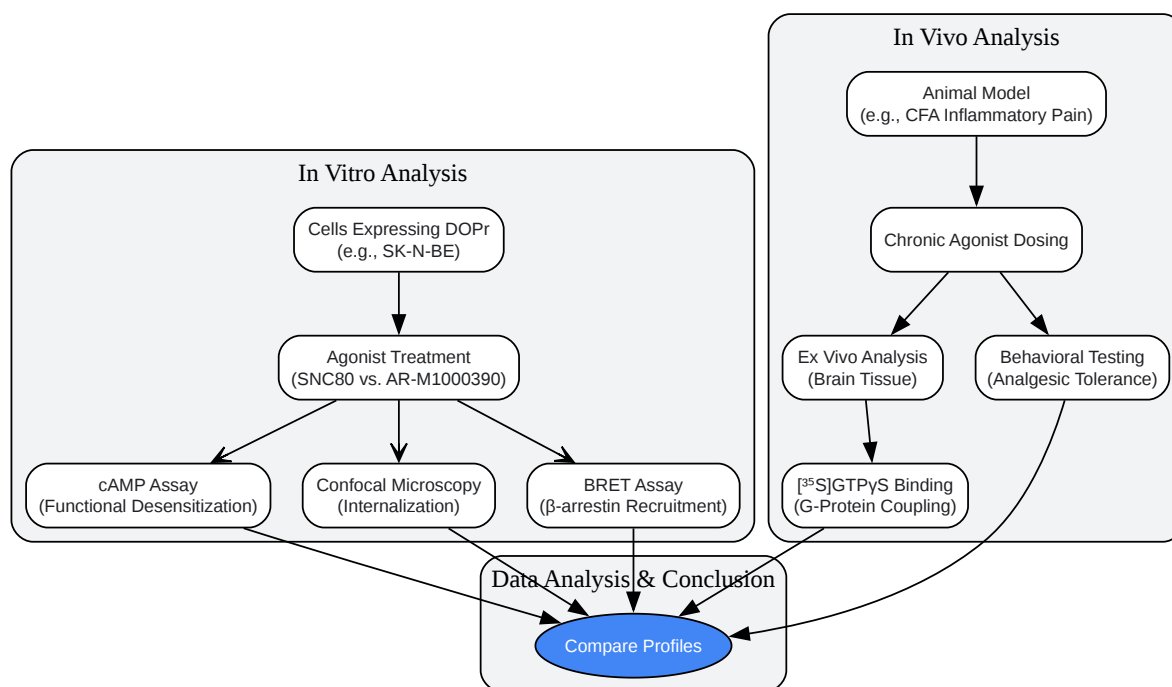 In Vivo Analysis
Animal Model
(e.g., CFA Inflammatory Pain)
Chronic Agonist Dosing
Ex Vivo Analysis
(Brain Tissue)
Behavioral Testing
(Analgesic Tolerance)
[³⁵S]GTPγS Binding
(G-Protein Coupling)
In Vitro Analysis
Cells Expressing DOPr
(e.g., SK-N-BE)
Agonist Treatment
(SNC80 vs. AR-M1000390)
cAMP Assay
(Functional Desensitization)
Confocal Microscopy
(Internalization)
BRET Assay
(β-arrestin Recruitment)
Data Analysis & Conclusion
Compare Profiles